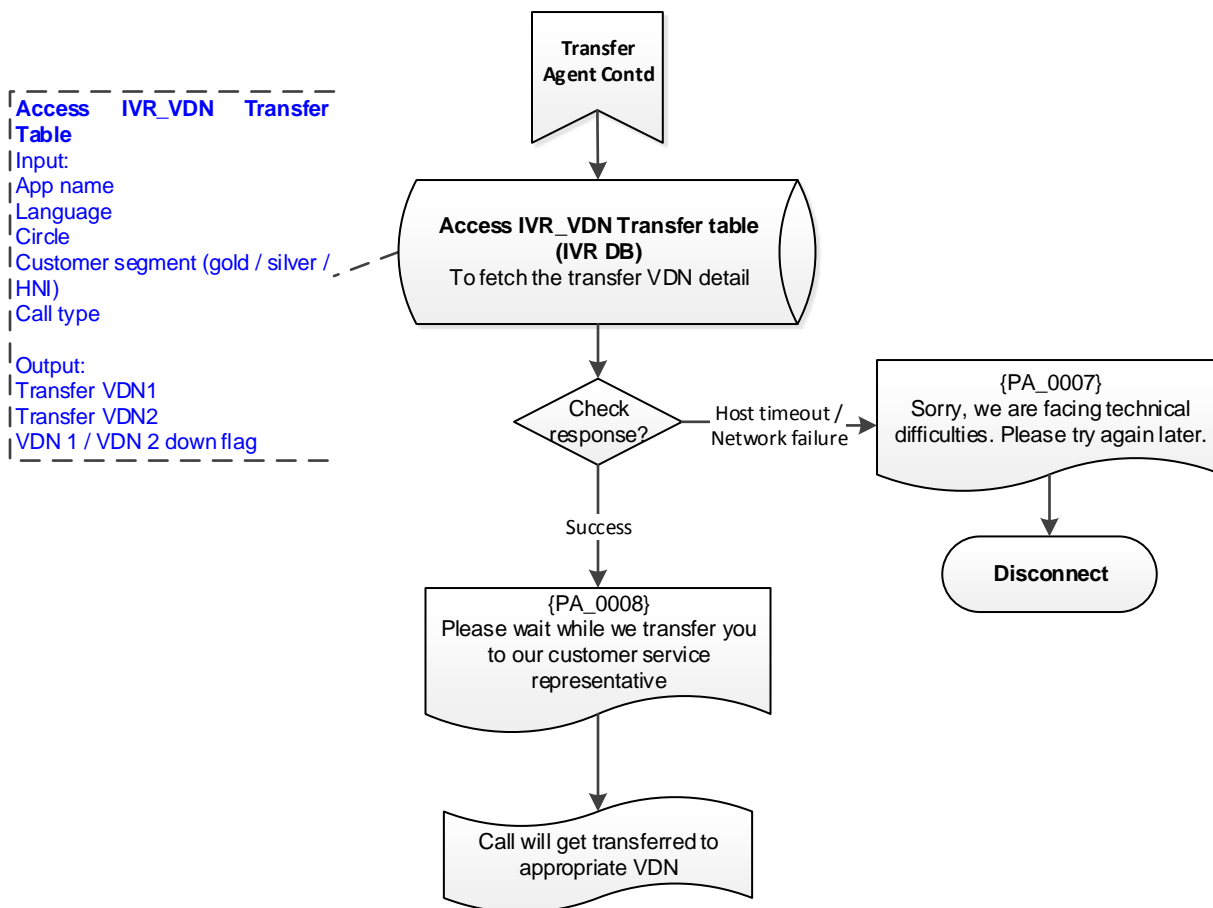 Transfer
Agent Contd
Access IVR_VDN Transfer
Table
Input:
App name
Language
Circle
Customer segment (gold / silver /
HNI)
Call type
Output:
Transfer VDN1
Transfer VDN2
VDN 1 / VDN 2 down flag
Access IVR_VDN Transfer table
(IVR DB)
To fetch the transfer VDN detail
Check
response?
Host timeout /
Network failure
{PA_0007}
Sorry, we are facing technical
difficulties. Please try again later.
Disconnect
Success
{PA_0008}
Please wait while we transfer you
to our customer service
representative
Call will get transferred to
appropriate VDN